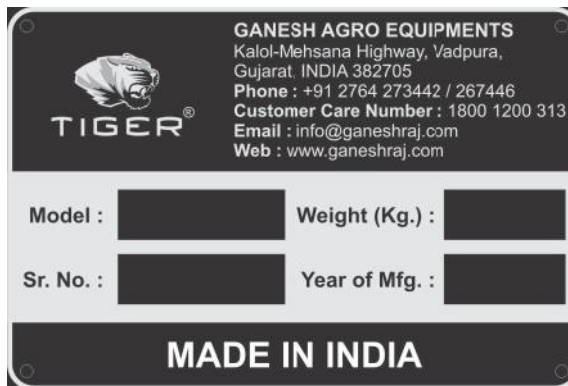 GANESH AGRO EQUIPMENTS
Kalol-Mehsana Highway, Vadpura,
Gujarat, INDIA 382705
Phone : +91 2764 273442 / 267446
Customer Care Number : 1800 1200 313
Email : info@ganeshraj.com
Web : www.ganeshraj.com
TIGER®
Model :
Weight (Kg.) :
Sr. No. :
Year of Mfg. :
MADE IN INDIA